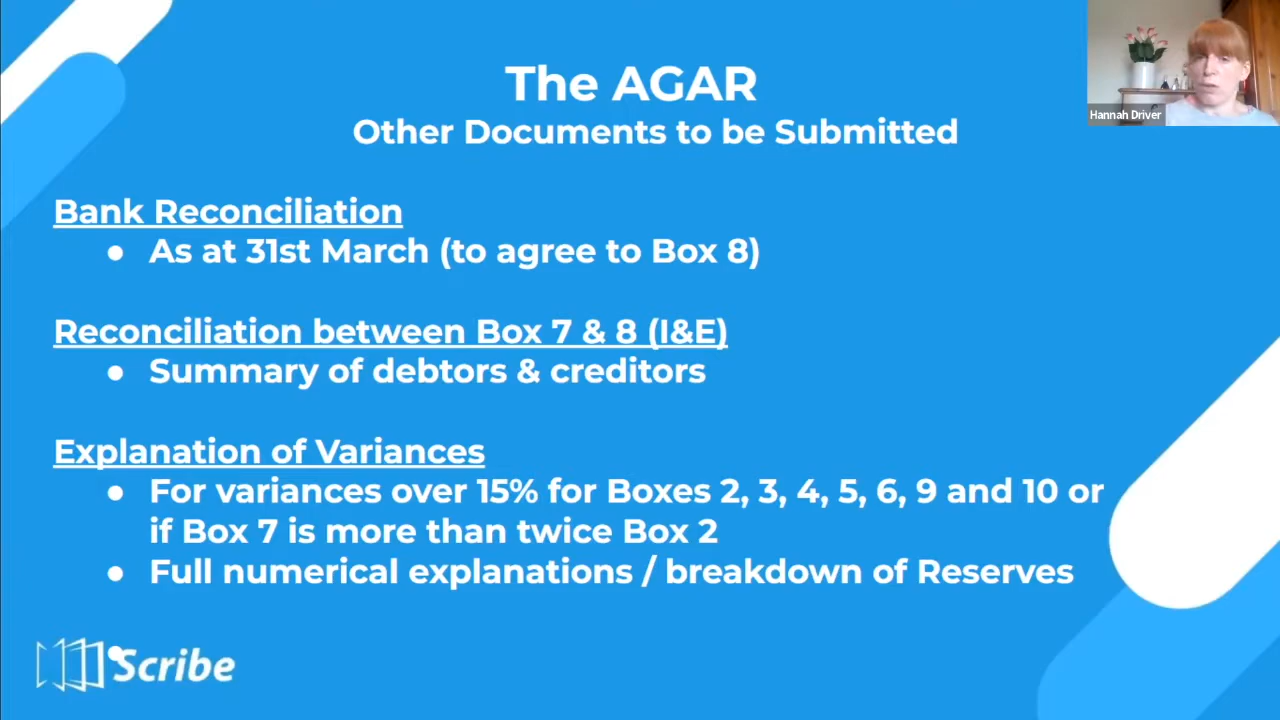 The AGAR
Other Documents to be Submitted
Hannah Driver
Bank Reconciliation
● As at 31st March (to agree to Box 8)
Reconciliation between Box 7 & 8 (I&E)
● Summary of debtors & creditors
Explanation of Variances
● For variances over 15% for Boxes 2, 3, 4, 5, 6, 9 and 10 or
if Box 7 is more than twice Box 2
● Full numerical explanations / breakdown of Reserves
Scribe